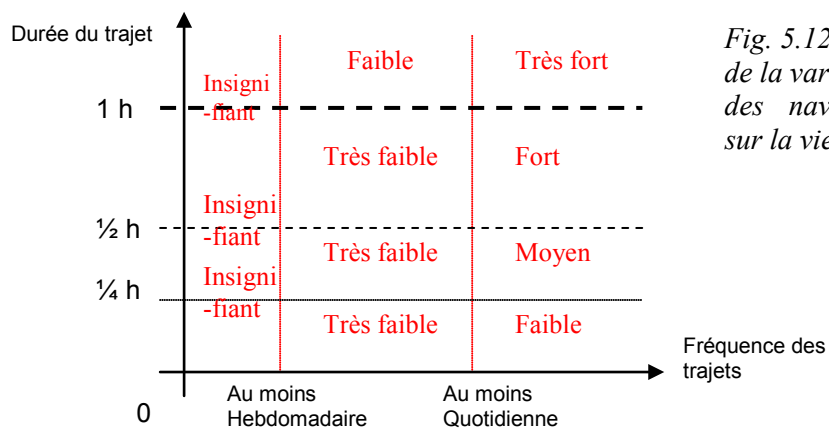 Durée du trajet
Fig. 5.12
de la var
des nav
sur la vie
Faible
Très fort
Insigni
-fiant
1 h
Très faible
Fort
Insigni
-fiant
½ h
Très faible
Moyen
Insigni
-fiant
¼ h
Très faible
Faible
Fréquence des
trajets
0
Au moins
Hebdomadaire
Au moins
Quotidienne